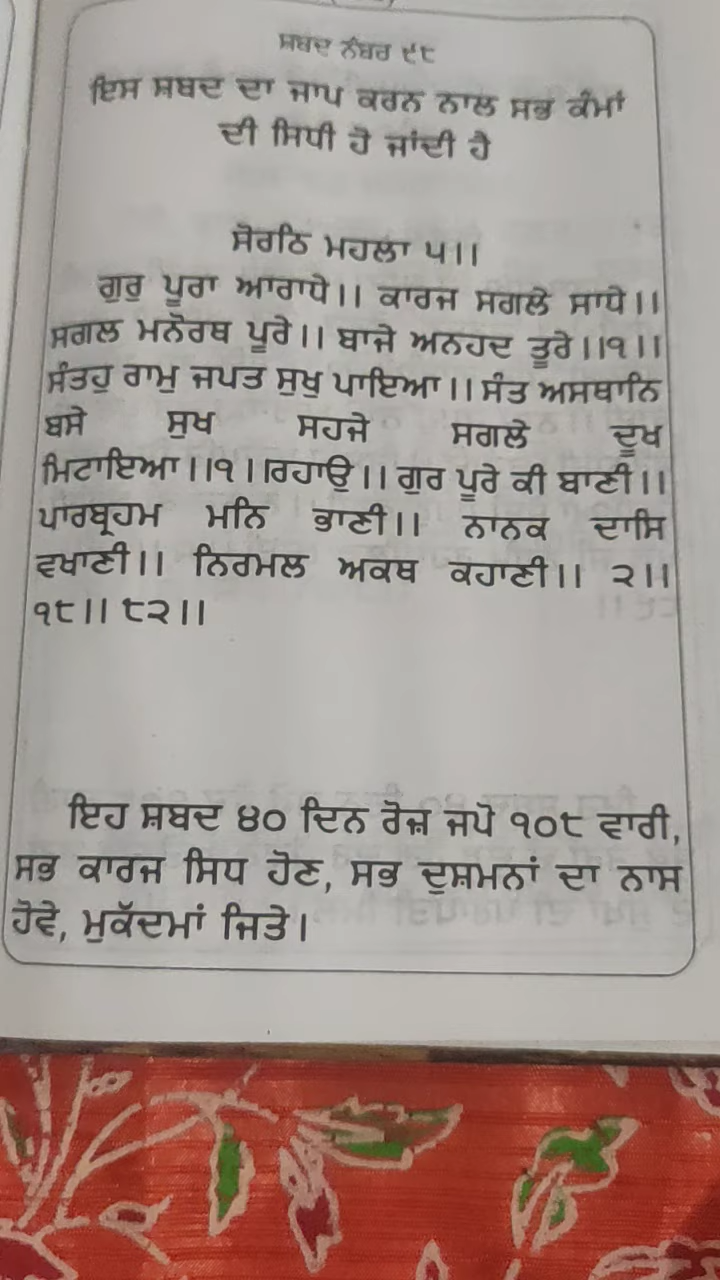 ਸ਼ਬਦ ਨੰਬਰ ੯੮
ਇਸ ਸ਼ਬਦ ਦਾ ਜਾਪ ਕਰਨ ਨਾਲ ਸਭ ਕੰਮਾਂ
ਦੀ ਸਿਧੀ ਹੋ ਜਾਂਦੀ ਹੈ
ਸੋਰਠਿ ਮਹਲਾ ੫।।
ਗੁਰੁ ਪੂਰਾ ਆਰਾਧੇ।। ਕਾਰਜ ਸਗਲੇ ਸਾਧੇ।।
ਸਗਲ ਮਨੋਰਥ ਪੂਰੇ।। ਬਾਜੇ ਅਨਹਦ ਤੂਰੇ।।੧।।
ਸੰਤਹੁ ਰਾਮੁ ਜਪਤ ਸੁਖੁ ਪਾਇਆ।। ਸੰਤ ਅਸਥਾਨਿ
ਬਸੇ ਸੁਖ ਸਹਜੇ ਸਗਲੇ ਦੂਖ
ਮਿਟਾਇਆ।।੧।।ਰਹਾਉ।। ਗੁਰ ਪੂਰੇ ਕੀ ਬਾਣੀ।।
ਪਾਰਬ੍ਰਹਮ ਮਨਿ ਭਾਣੀ।। ਨਾਨਕ ਦਾਸਿ
ਵਖਾਣੀ।। ਨਿਰਮਲ ਅਕਥ ਕਹਾਣੀ।। ੨।।
੧੮।। ੮੨।।
ਇਹ ਸ਼ਬਦ ੪੦ ਦਿਨ ਰੋਜ਼ ਜਪੋ ੧੦੮ ਵਾਰੀ,
ਸਭ ਕਾਰਜ ਸਿਧ ਹੋਣ, ਸਭ ਦੁਸ਼ਮਨਾਂ ਦਾ ਨਾਸ
ਹੋਵੇ, ਮੁਕੱਦਮਾਂ ਜਿਤੇ।